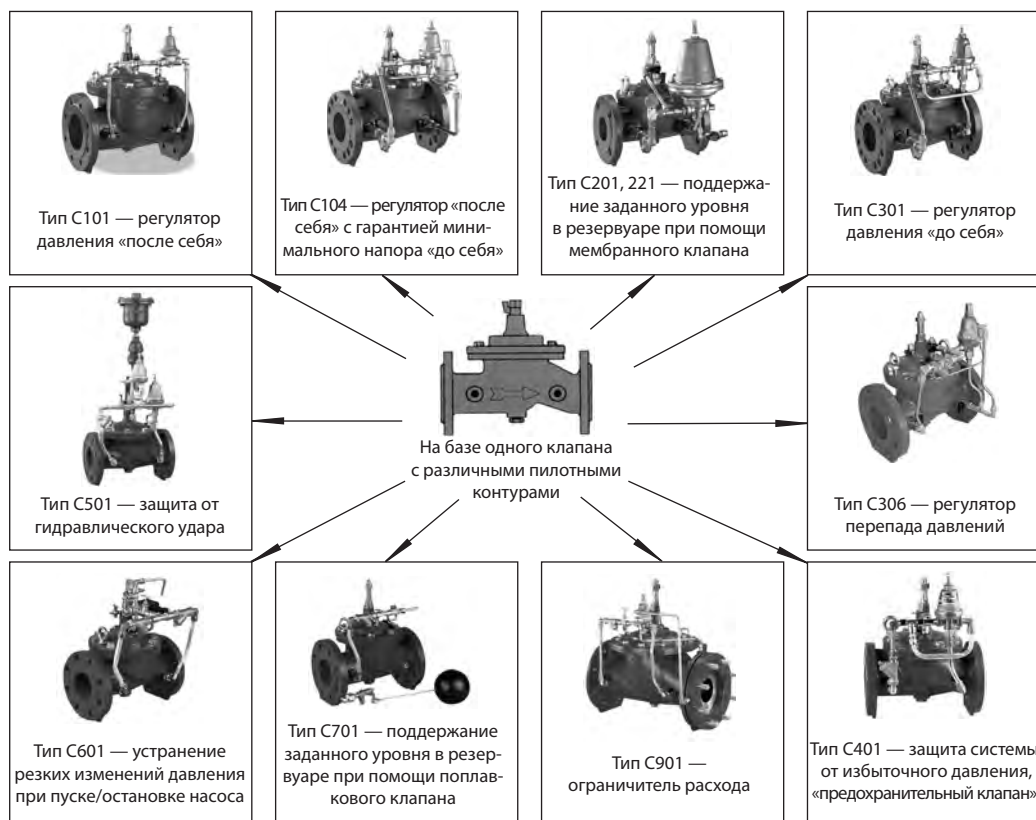 Тип С101 — регулятор
давления «после себя»
Тип С104 — регулятор «после
себя» с гарантией мини-
мального напора «до себя»
Тип С201, 221 — поддержа-
ние заданного уровня
в резервуаре при помощи
мембранного клапана
Тип С301 — регулятор
давления «до себя»
Тип С501 — защита от
гидравлического удара
На базе одного клапана
с различными пилотными
контурами
Тип С306 — регулятор
перепада давлений
Тип С601 — устранение
резких изменений давления
при пуске/остановке насоса
Тип С701 — поддержание
заданного уровня в резер-
вуаре при помощи поплав-
кового клапана
Тип С901 —
ограничитель расхода
Тип С401 — защита системы
от избыточного давления,
«предохранительный клапан»